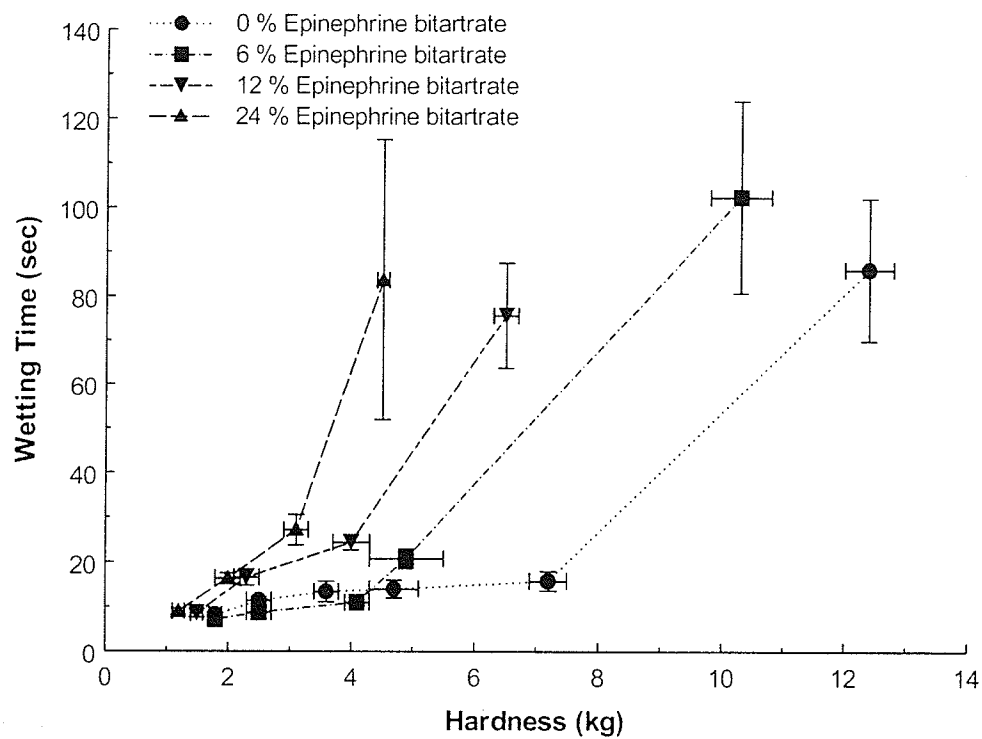 0 % Epinephrine bitartrate
6 % Epinephrine bitartrate
12 % Epinephrine bitartrate
24 % Epinephrine bitartrate
140
120
100
80
60
40
20
0
Wetting Time (sec)
0 2 4 6 8 10 12 14
Hardness (kg)